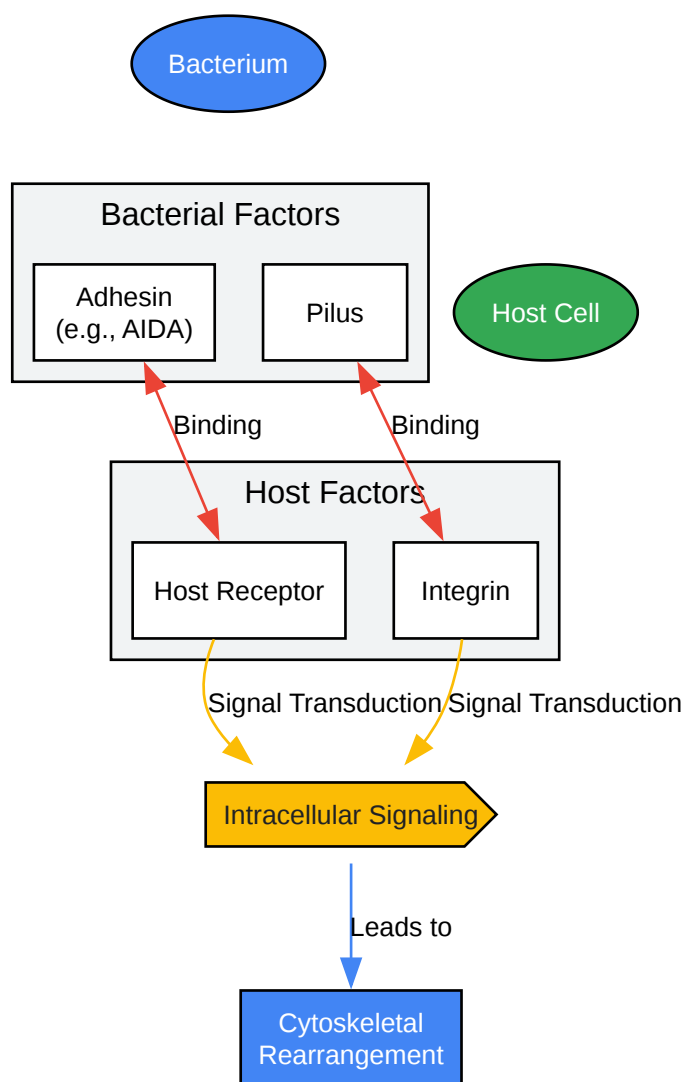 Bacterium
Bacterial Factors
Adhesin
(e.g., AIDA)
Pilus
Host Cell
Binding
Binding
Host Factors
Host Receptor
Integrin
Signal Transduction
Signal Transduction
Intracellular Signaling
Leads to
Cytoskeletal
Rearrangement